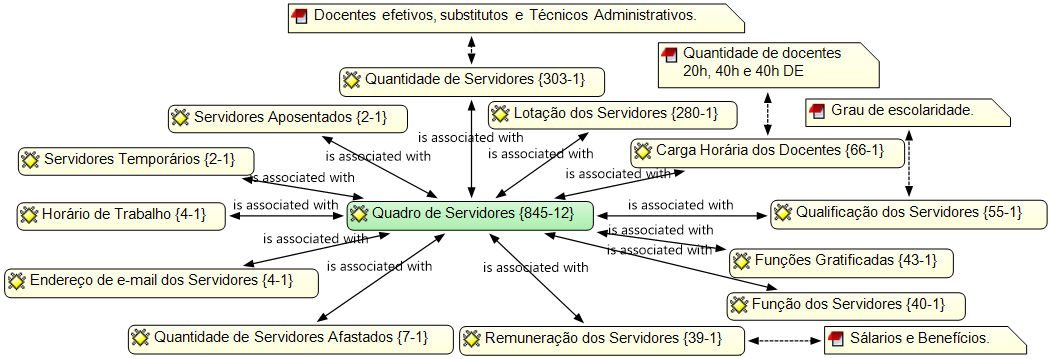 Docentes efetivos, substitutos e Técnicos Administrativos.
Quantidade de docentes
20h, 40h e 40h DE
Quantidade de Servidores {303-1}
Grau de escolaridade.
Servidores Aposentados {2-1}
Lotação dos Servidores {280-1}
is associated with
Servidores Temporários {2-1}
is associated with
is associated with
Carga Horária dos Docentes {66-1}
is associated with
is associated with
Horário de Trabalho {4-1}
is associated with
Quadro de Servidores {845-12}
is associated with
Qualificação dos Servidores {55-1}
is associated with
is associated with
is associated with
Endereço de e-mail dos Servidores {4-1}
is associated with
is associated with
Funções Gratificadas {43-1}
Função dos Servidores {40-1}
Quantidade de Servidores Afastados {7-1}
Remuneração dos Servidores {39-1}
Sálarios e Benefícios.